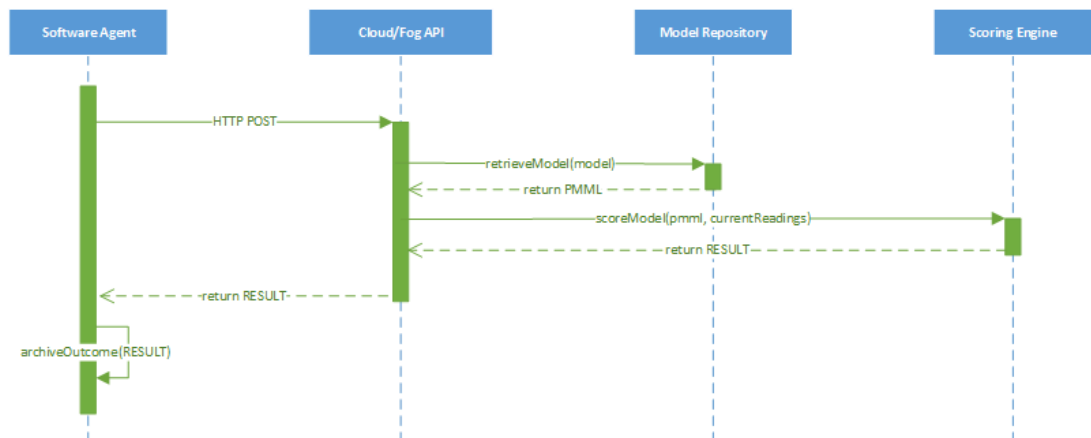 Software Agent
Cloud/Fog API
Model Repository
Scoring Engine
HTTP POST
retrieveModel(model)
return PMML
scoreModel(pmml, currentReadings)
return RESULT
return RESULT
archiveOutcome(RESULT)